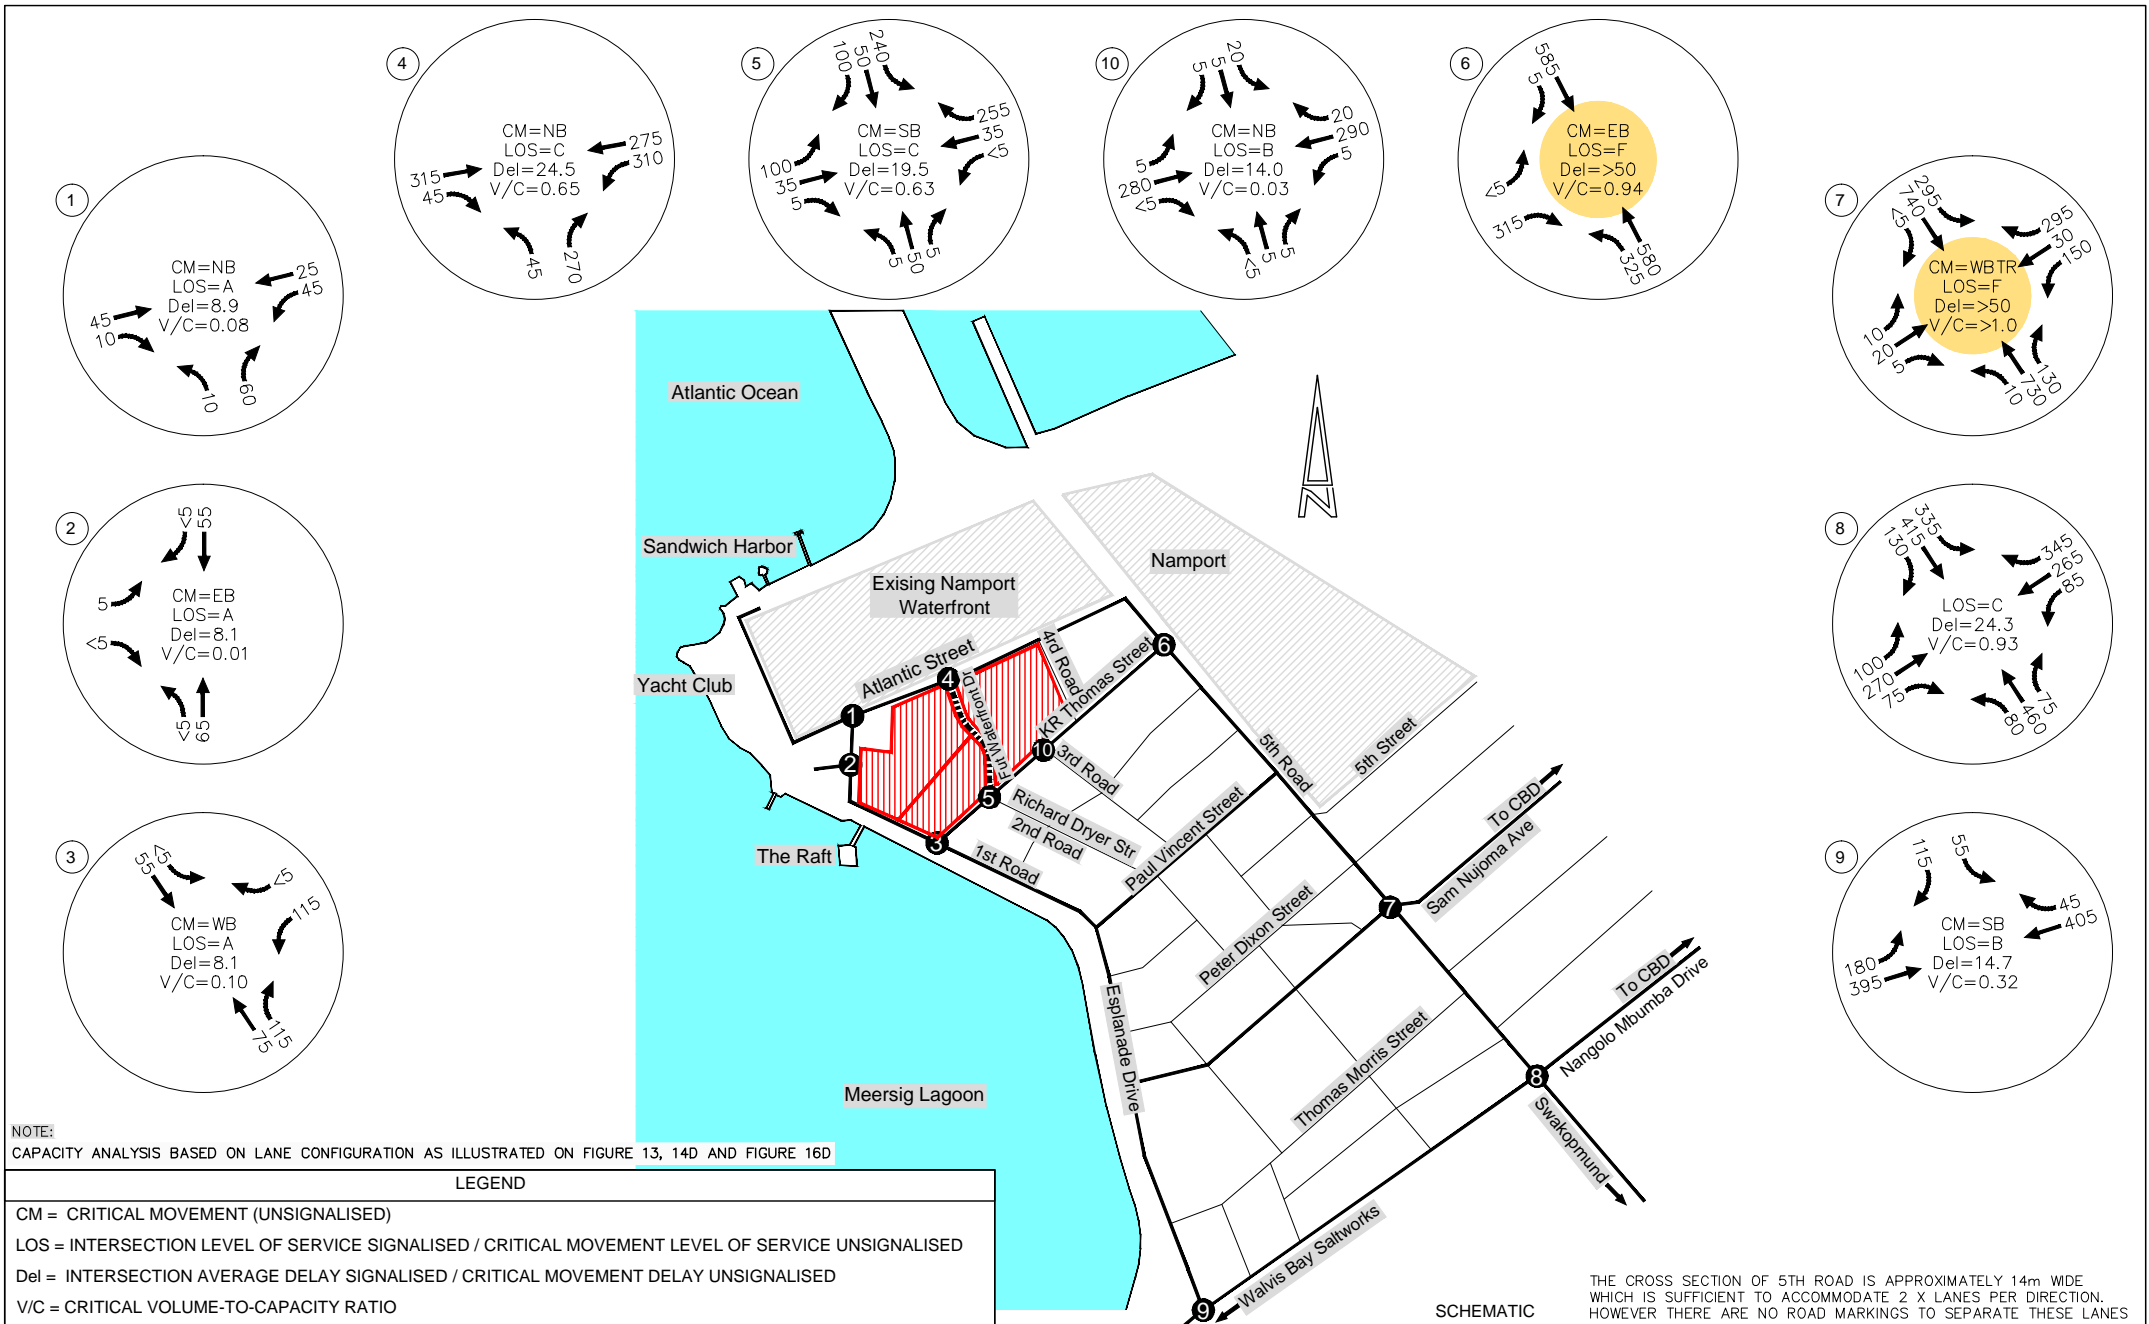 1
CM=NB
LOS=A
Del=8.9
V/C=0.08
25
45
45
10
10
60
2
<5
55
5
<5
CM=EB
LOS=A
Del=8.1
V/C=0.01
<5
65
3
55
<5
<5
115
CM=WB
LOS=A
Del=8.1
V/C=0.10
75
115
4
CM=NB
LOS=C
Del=24.5
V/C=0.65
275
310
315
45
45
270
5
100
50
240
255
35
<5
CM=SB
LOS=C
Del=19.5
V/C=0.63
100
35
5
5
50
5
10
5
5
20
20
290
5
CM=NB
LOS=B
Del=14.0
V/C=0.03
5
280
<5
<5
5
5
6
585
5
CM=EB
LOS=F
Del=>50
V/C=0.94
<5
315
325
580
7
<5
740
295
295
30
150
CM=WBTR
LOS=F
Del=>50
V/C=>1.0
10
20
5
10
730
130
8
130
415
335
345
265
85
LOS=C
Del=24.3
V/C=0.93
100
270
75
80
460
75
9
115
55
45
405
CM=SB
LOS=B
Del=14.7
V/C=0.32
180
395
Atlantic Ocean
N
Sandwich Harbor
Exising Namport
Waterfront
Namport
Yacht Club
Atlantic Street
4rd Road
KR Thomas Street
Fut Waterfront Dr
3rd Road
5th Road
5th Street
Richard Dryer Str
2nd Road
1st Road
Paul Vincent Street
The Raft
To CBD
Sam Nujoma Ave
Peter Dixon Street
To CBD
Nangolo Mbumba Drive
Esplanade Drive
Thomas Morris Street
Meersig Lagoon
Swakopmund
Walvis Bay Saltworks
1
2
3
4
5
6
7
8
9
10
NOTE:
CAPACITY ANALYSIS BASED ON LANE CONFIGURATION AS ILLUSTRATED ON FIGURE 13, 14D AND FIGURE 16D
LEGEND
CM = CRITICAL MOVEMENT (UNSIGNALISED)
LOS = INTERSECTION LEVEL OF SERVICE SIGNALISED / CRITICAL MOVEMENT LEVEL OF SERVICE UNSIGNALISED
Del = INTERSECTION AVERAGE DELAY SIGNALISED / CRITICAL MOVEMENT DELAY UNSIGNALISED
V/C = CRITICAL VOLUME-TO-CAPACITY RATIO
SCHEMATIC
THE CROSS SECTION OF 5TH ROAD IS APPROXIMATELY 14m WIDE
WHICH IS SUFFICIENT TO ACCOMMODATE 2 X LANES PER DIRECTION.
HOWEVER THERE ARE NO ROAD MARKINGS TO SEPARATE THESE LANES